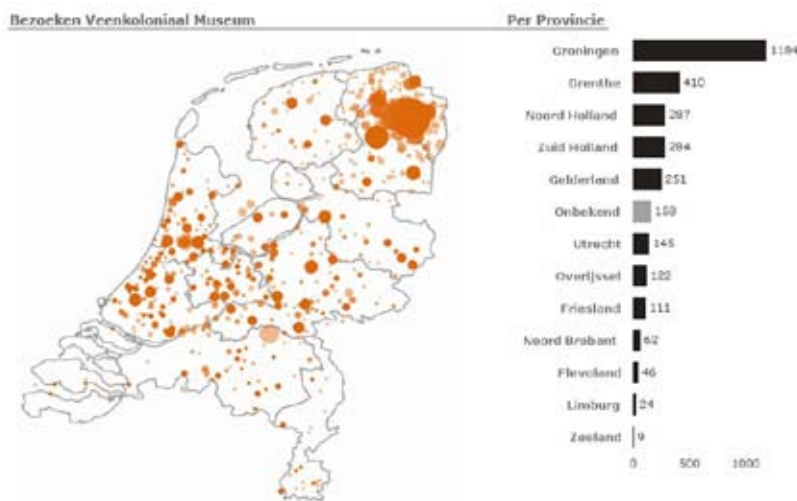 Bezoeken Veenkoloniaal Museum
Per Provincie
Groningen 1184
Drenthe 410
Noord Holland 287
Zuid Holland 284
Gelderland 251
Onbekend 153
Utrecht 145
Overijssel 122
Friesland 111
Noord Brabant 62
Flevoland 46
Limburg 24
Zeeland 9
0 500 1000